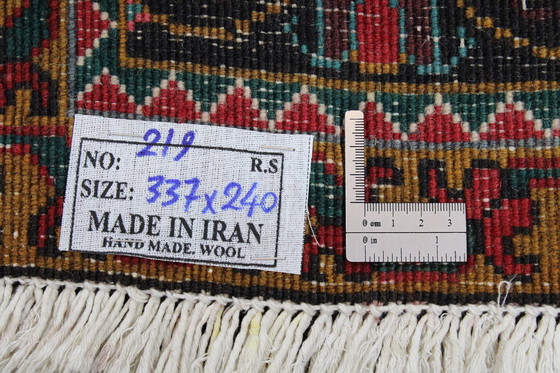 NO: 219 R.S
SIZE: 337x240
MADE IN IRAN
HAND MADE. WOOL
0 cm 1 2 3
0 in 1